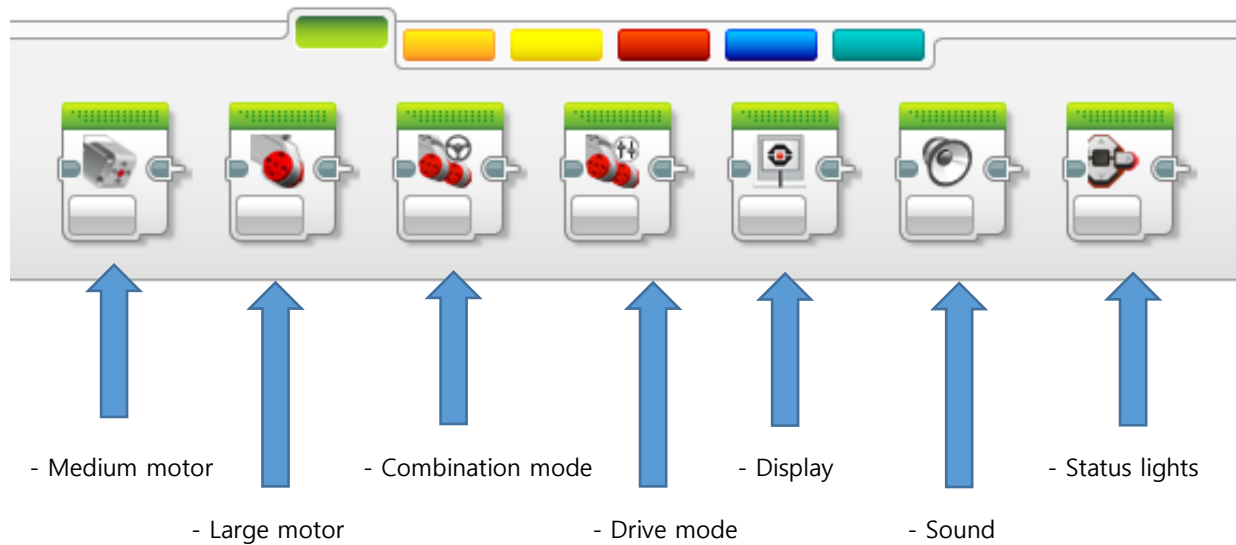 - Medium motor
- Combination mode
- Display
- Status lights
- Large motor
- Drive mode
- Sound